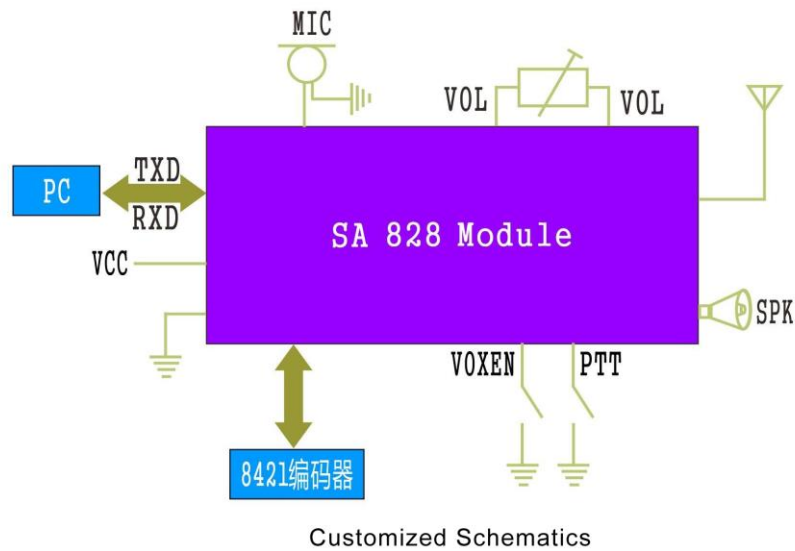 MIC
VOL
VOL
TXD
PC
RXD
SA 828 Module
VCC
SPK
VOXEN
PTT
8421编码器
Customized Schematics